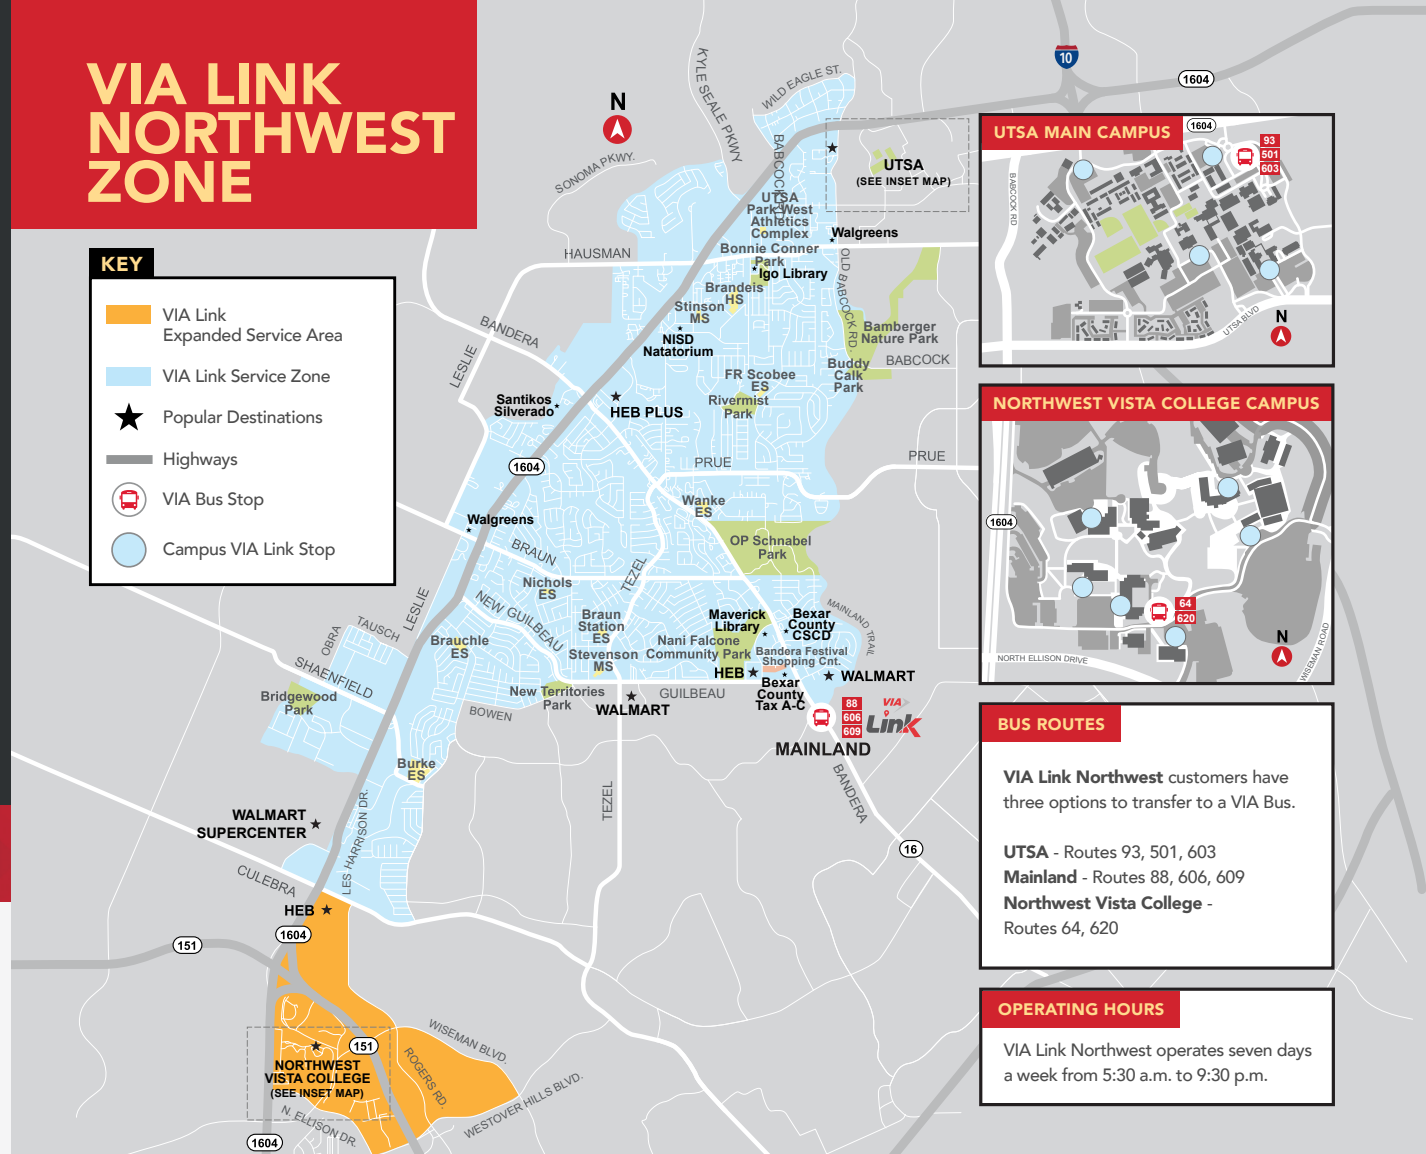 VIA LINK
NORTHWEST
ZONE
KEY
VIA Link
Expanded Service Area
VIA Link Service Zone
Popular Destinations
Highways
VIA Bus Stop
Campus VIA Link Stop
N
KYLE SEALE PKWY
WILD EAGLE ST.
SONOMA PKWY.
BABCOCK RD
10
1604
UTSA
(SEE INSET MAP)
UTSA
Park West
Athletics
Complex
Walgreens
HAUSMAN
Bonnie Conner
Park
Igo Library
OLD BABCOCK RD
Brandeis
HS
Stinson
MS
NISD
Natatorium
Bamberger
Nature Park
BABCOCK
Buddy
Calk
Park
BANDERA
LESLIE
FR Scobee
ES
Rivermist
Park
Santikos
Silverado
HEB PLUS
1604
PRUE
PRUE
Wanke
ES
Walgreens
BRAUN
OP Schnabel
Park
TEZEL
Nichols
ES
NEW GUILBEAU
LESLIE
TAUSCH
OBRA
SHAENFIELD
Bridgewood
Park
Brauchle
ES
Braun
Station
ES
Stevenson
MS
Nani Falcone
Community Park
Maverick
Library
Bexar
County
CSCD
MAINLAND TRAIL
Bandera Festival
Shopping Cnt.
HEB
WALMART
Bexar
County
Tax A-C
New Territories
Park
WALMART
GUILBEAU
BOWEN
88
606
609
VIA
Link
MAINLAND
BANDERA
Burke
ES
TEZEL
LES HARRISON DR.
WALMART
SUPERCENTER
16
CULEBRA
HEB
1604
151
151
NORTHWEST
VISTA COLLEGE
(SEE INSET MAP)
WISEMAN BLVD.
ROGERS RD.
WESTOVER HILLS BLVD.
N. ELLISON DR.
1604
UTSA MAIN CAMPUS
1604
93
501
603
BABCOCK RD
UTSA BLVD
N
NORTHWEST VISTA COLLEGE CAMPUS
1604
64
620
NORTH ELLISON DRIVE
WISEMAN ROAD
N
BUS ROUTES
VIA Link Northwest customers have
three options to transfer to a VIA Bus.
UTSA - Routes 93, 501, 603
Mainland - Routes 88, 606, 609
Northwest Vista College -
Routes 64, 620
OPERATING HOURS
VIA Link Northwest operates seven days
a week from 5:30 a.m. to 9:30 p.m.